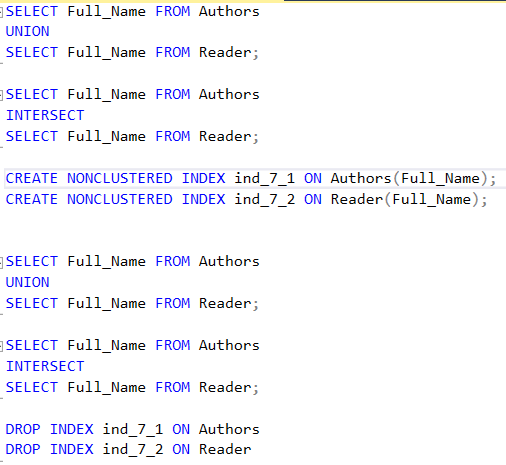 SELECT Full_Name FROM Authors
UNION
SELECT Full_Name FROM Reader;
SELECT Full_Name FROM Authors
INTERSECT
SELECT Full_Name FROM Reader;
CREATE NONCLUSTERED INDEX ind_7_1 ON Authors(Full_Name);
CREATE NONCLUSTERED INDEX ind_7_2 ON Reader(Full_Name);
SELECT Full_Name FROM Authors
UNION
SELECT Full_Name FROM Reader;
SELECT Full_Name FROM Authors
INTERSECT
SELECT Full_Name FROM Reader;
DROP INDEX ind_7_1 ON Authors
DROP INDEX ind_7_2 ON Reader